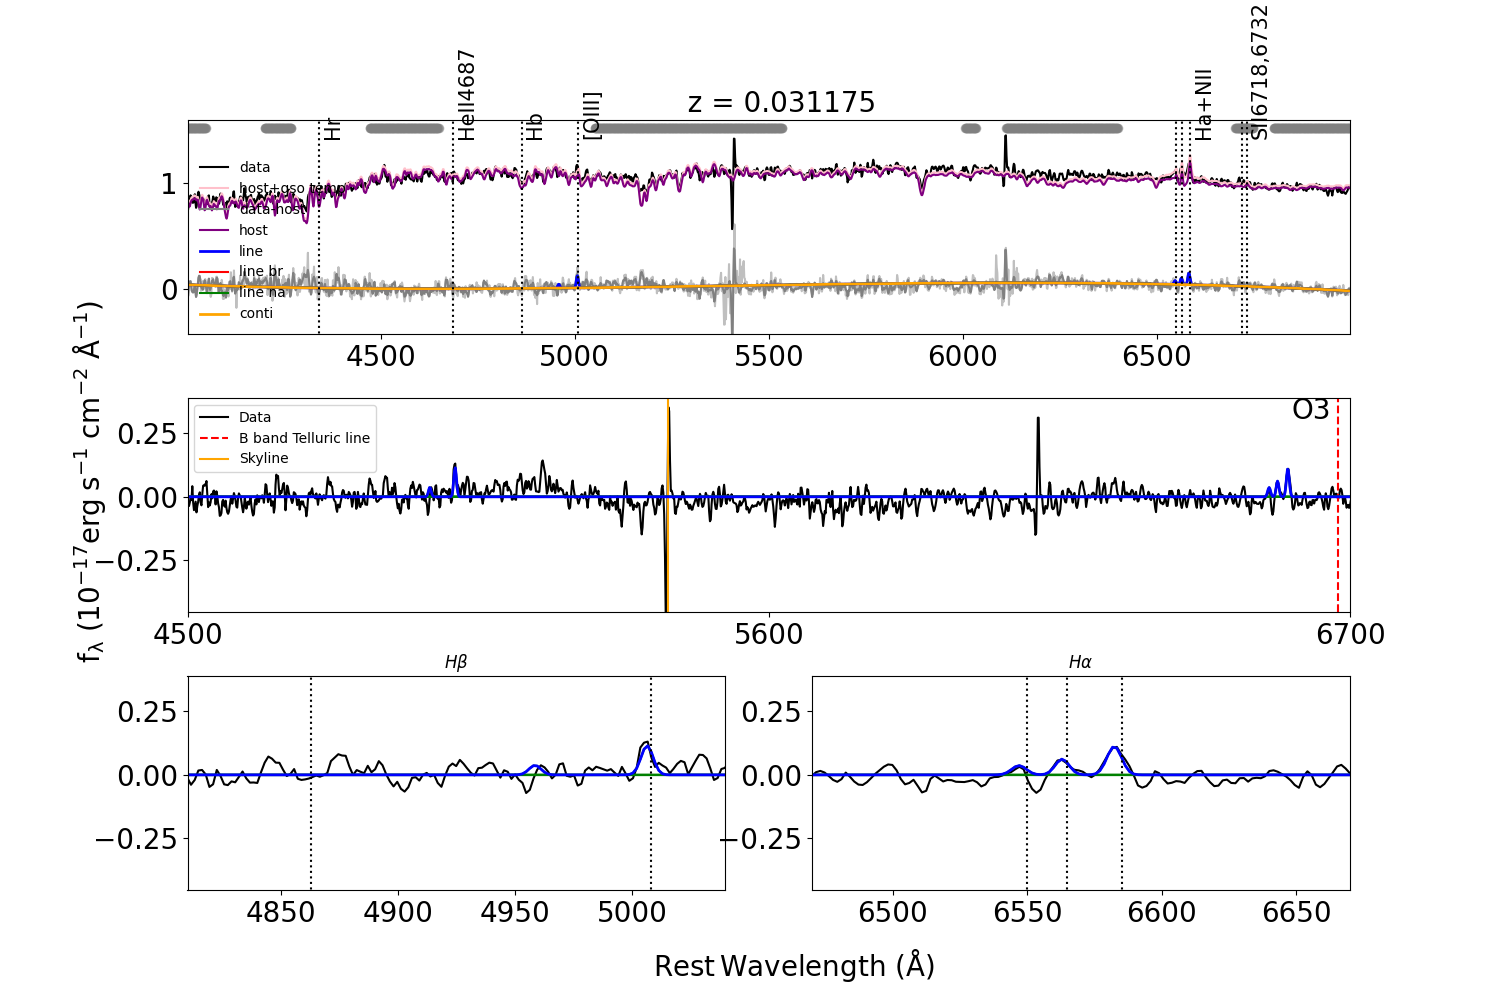 z = 0.031175
Hr
HeII4687
Hb
[OIII]
Ha+NII
SII6718,6732
data
host+qso temp
data-host
host
line
line br
line na
conti
1
0
4500 5000 5500 6000 6500
f_λ (10^−17 erg s^−1 cm^−2 Å^−1)
Data
B band Telluric line
Skyline
O3
0.25
0.00
−0.25
4500 5600 6700
Hβ
0.25
0.00
−0.25
4850 4900 4950 5000
Hα
0.25
0.00
−0.25
6500 6550 6600 6650
Rest Wavelength (Å)